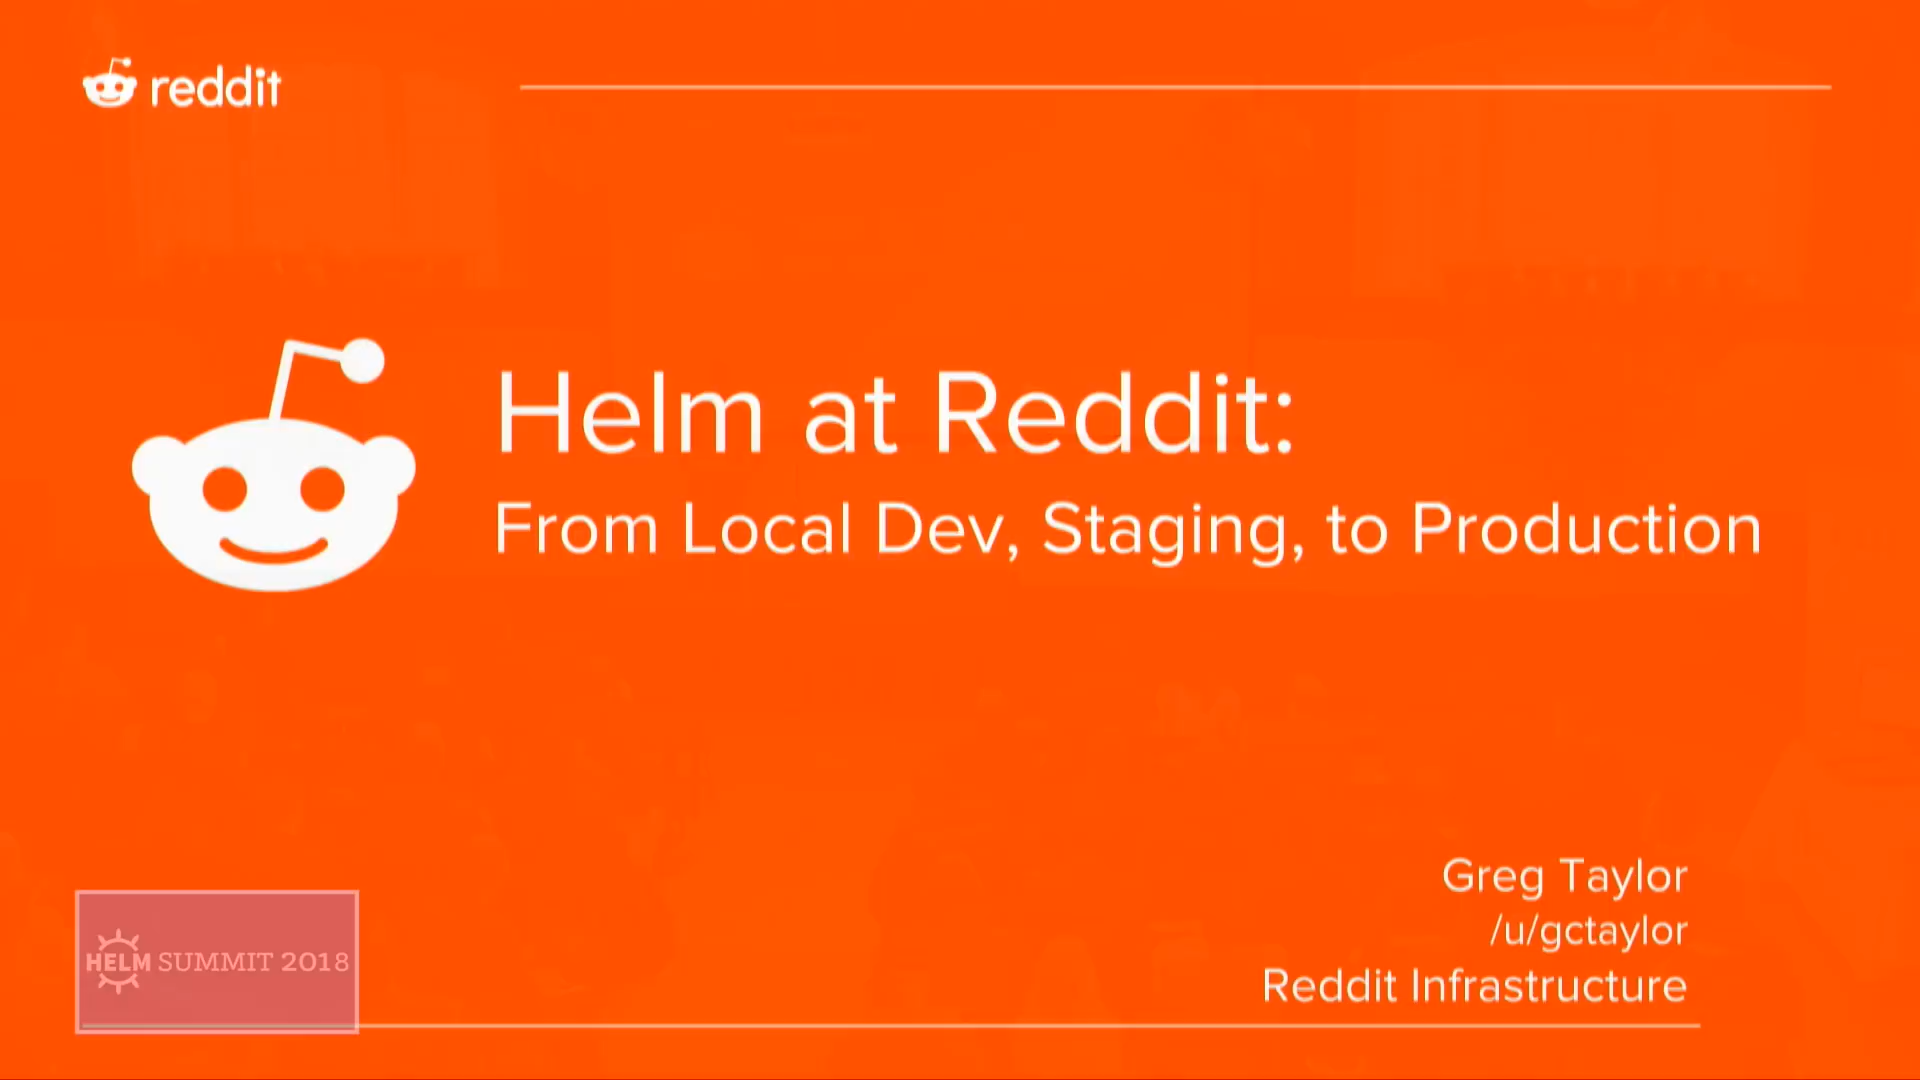 reddit
Helm at Reddit:
From Local Dev, Staging, to Production
Greg Taylor
/u/gctaylor
Reddit Infrastructure
HELM SUMMIT 2018